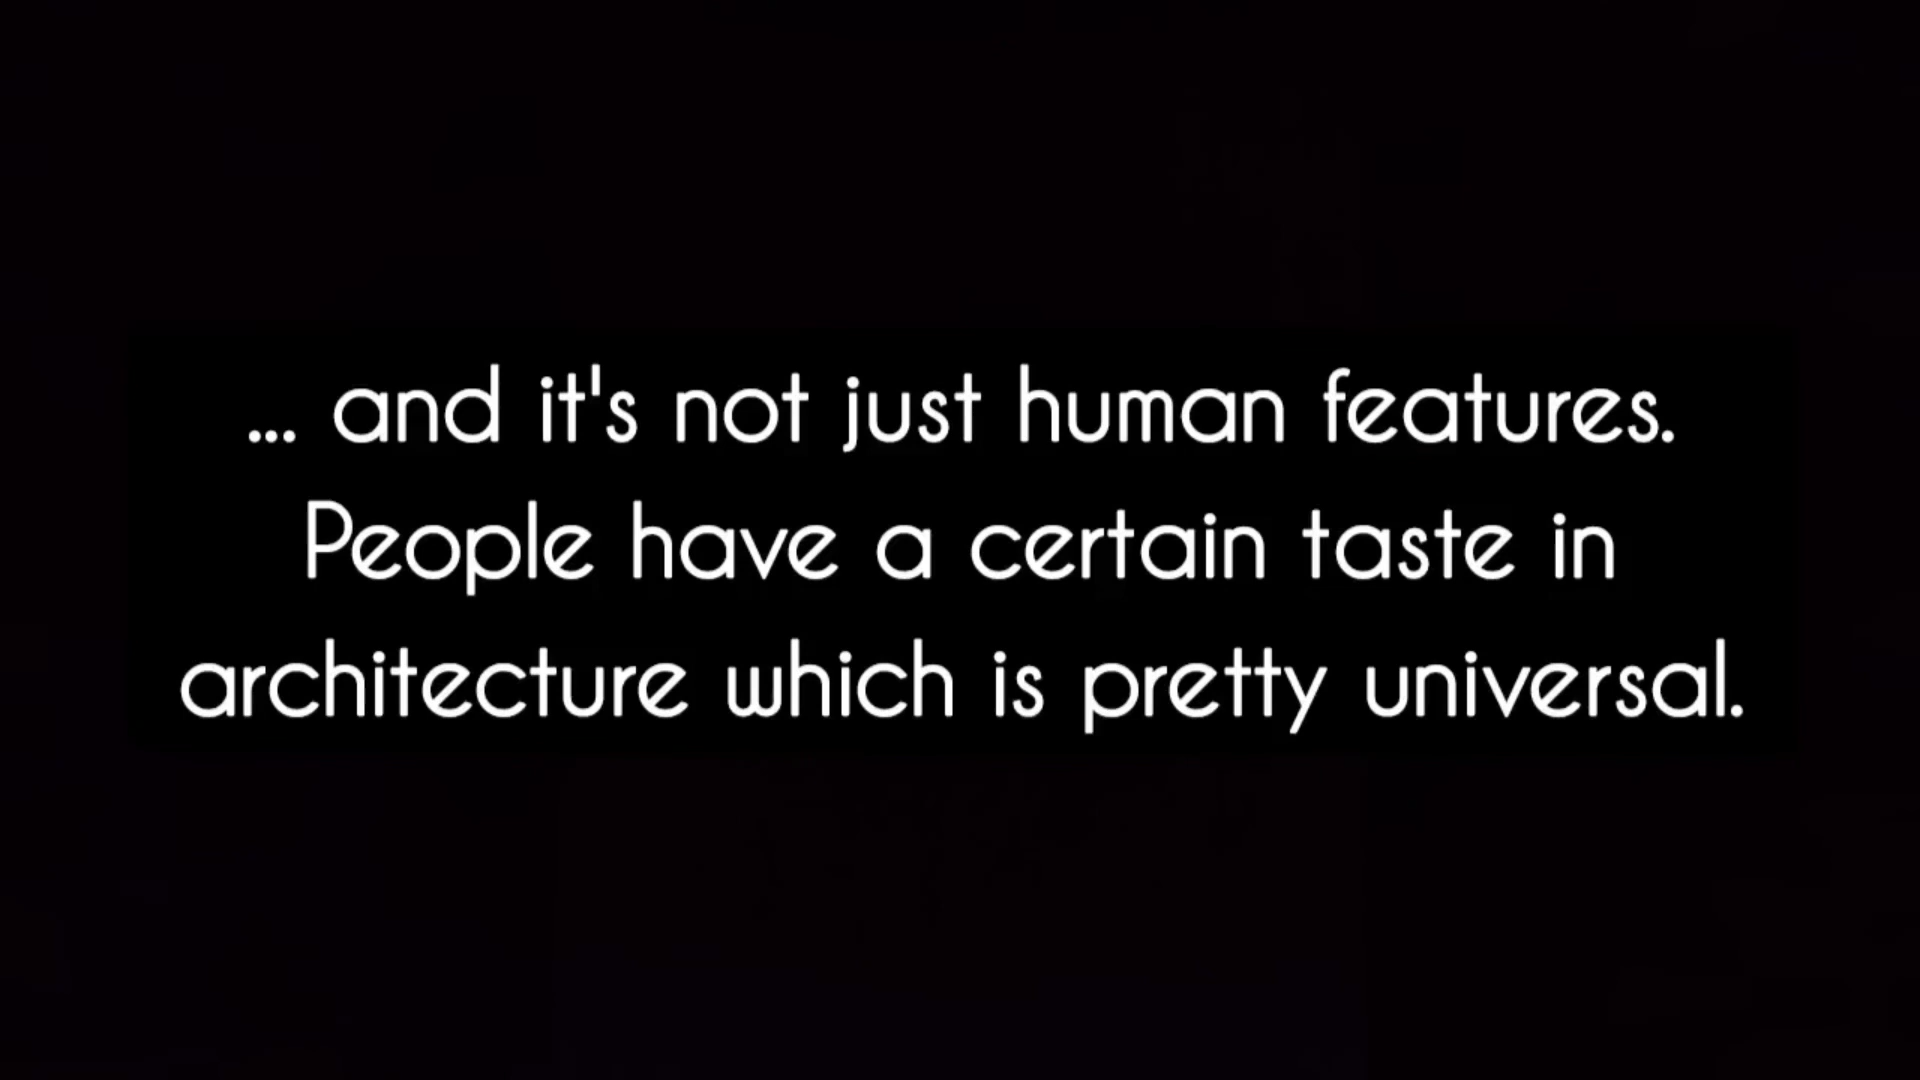 ... and it's not just human features.
People have a certain taste in
architecture which is pretty universal.